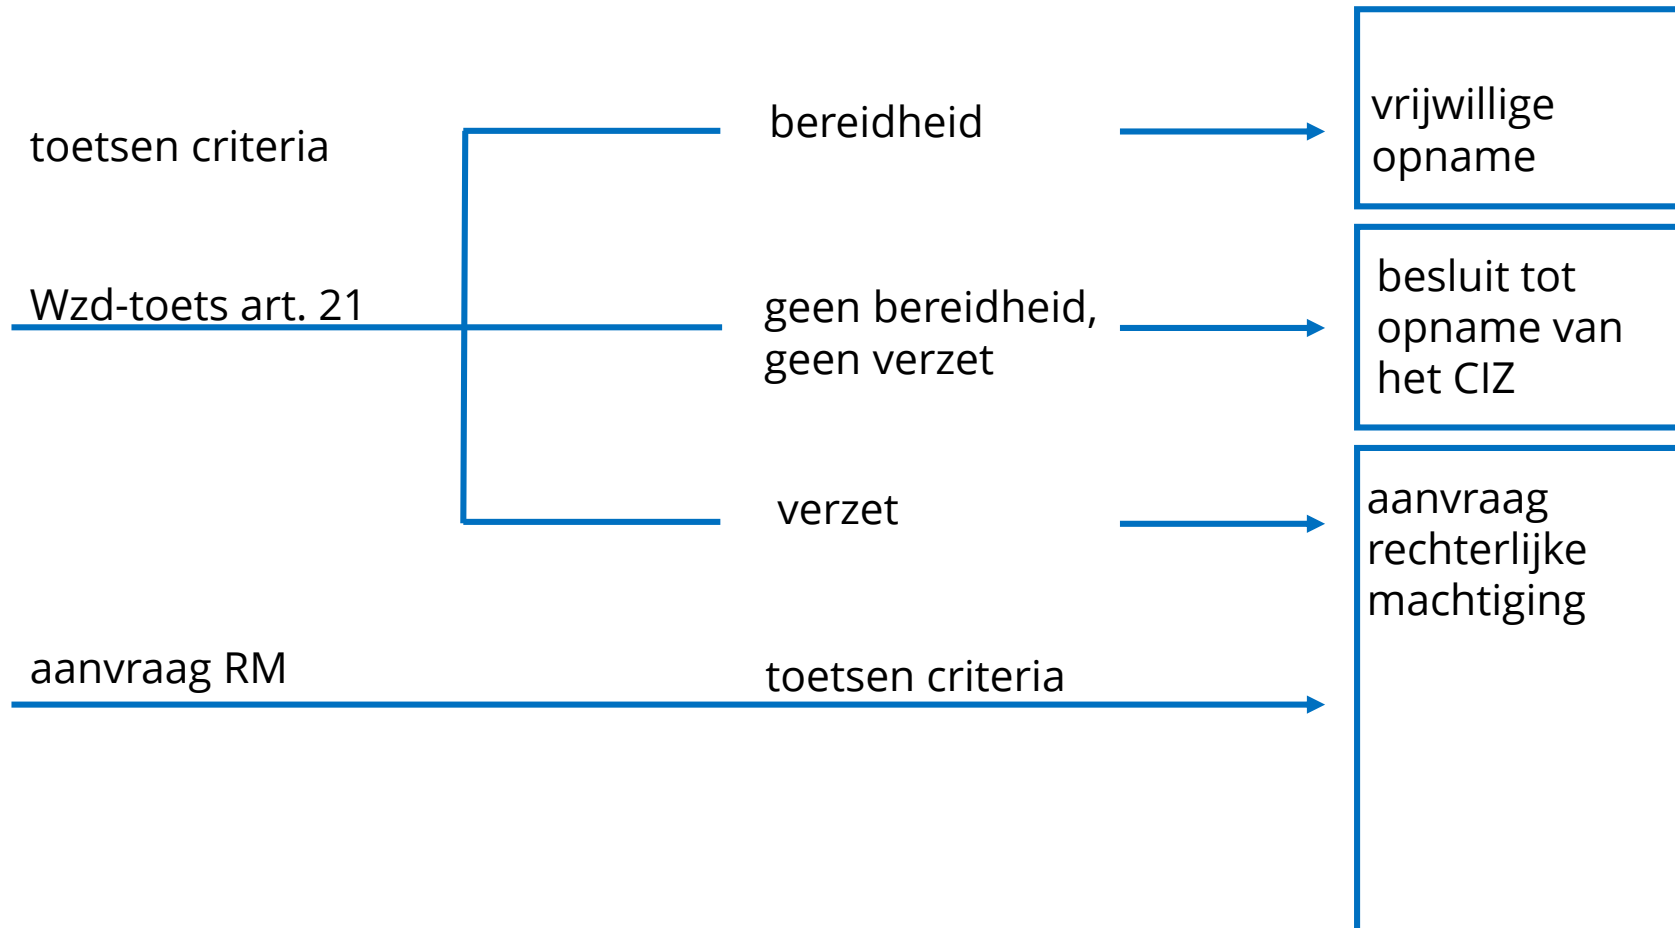 toetsen criteria
bereidheid
vrijwillige
opname
Wzd-toets art. 21
geen bereidheid,
geen verzet
besluit tot
opname van
het CIZ
verzet
aanvraag
rechterlijke
machtiging
aanvraag RM
toetsen criteria